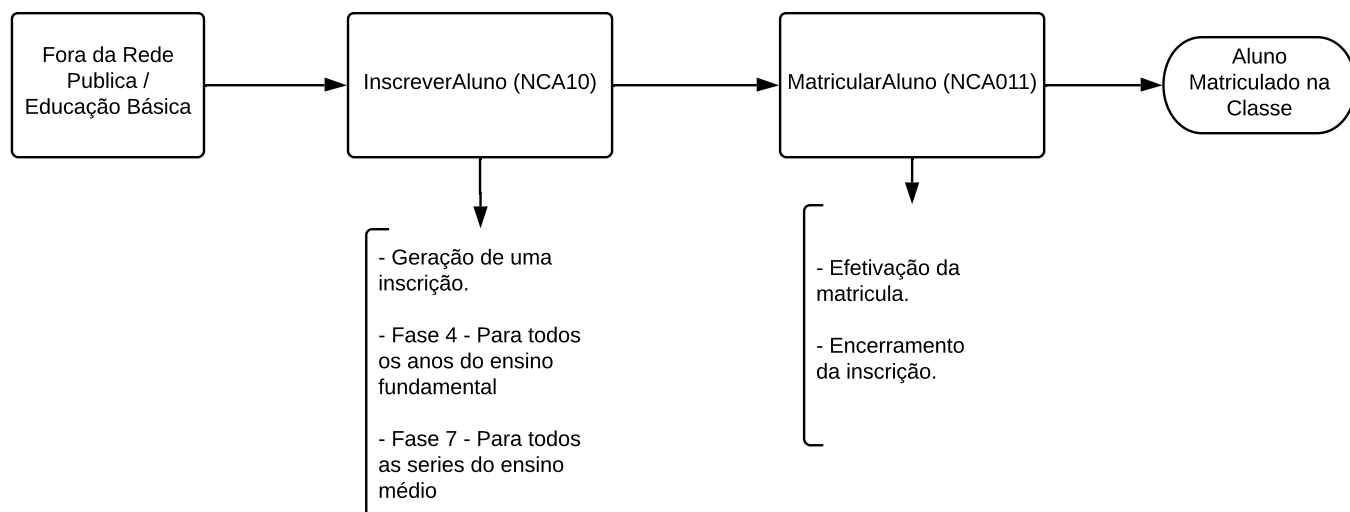 Fora da Rede
Publica /
Educação Básica
InscreverAluno (NCA10)
MatricularAluno (NCA011)
Aluno
Matriculado na
Classe
- Geração de uma
inscrição.
- Fase 4 - Para todos
os anos do ensino
fundamental
- Fase 7 - Para todos
as series do ensino
médio
- Efetivação da
matricula.
- Encerramento
da inscrição.